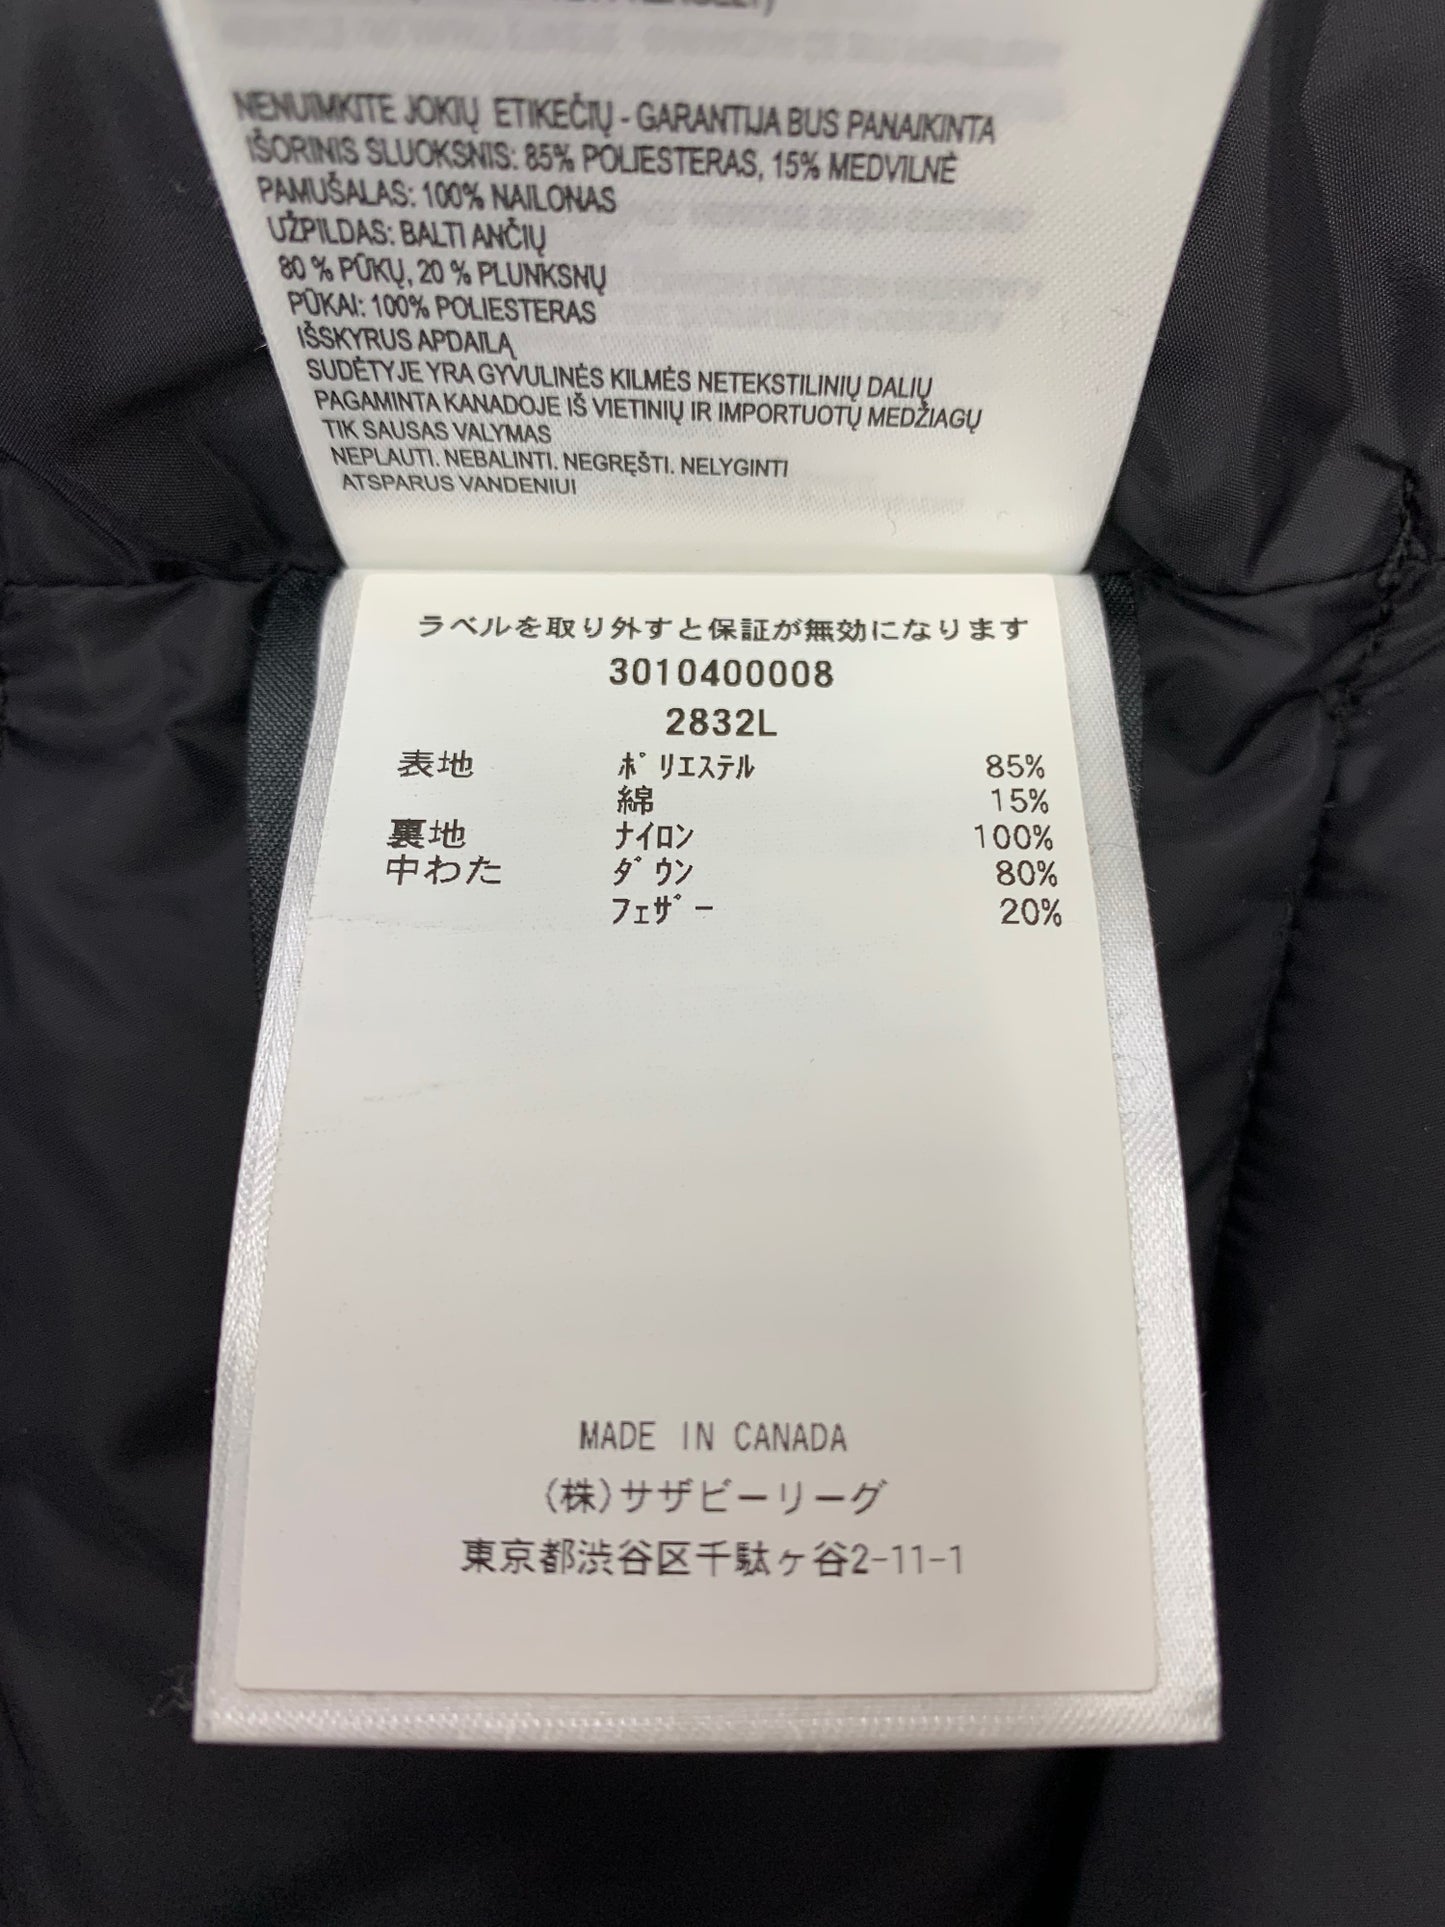 NENUIMKITE JOKIŲ ETIKEČIŲ - GARANTIJA BUS PANAIKINTA
IŠORINIS SLUOKSNIS: 85% POLIESTERAS, 15% MEDVILNĖ
PAMUŠALAS: 100% NAILONAS
UŽPILDAS: BALTI ANČIŲ
80 % PŪKŲ, 20 % PLUNKSNŲ
PŪKAI: 100% POLIESTERAS
IŠSKYRUS APDAILĄ
SUDĖTYJE YRA GYVULINĖS KILMĖS NETEKSTILINIŲ DALIŲ
PAGAMINTA KANADOJE IŠ VIETINIŲ IR IMPORTUOTŲ MEDŽIAGŲ
TIK SAUSAS VALYMAS
NEPLAUTI. NEBALINTI. NEGRĘŠTI. NELYGINTI
ATSPARUS VANDENIUI
ラベルを取り外すと保証が無効になります
3010400008
2832L
表地 ﾎﾟﾘｴｽﾃﾙ 85%
綿 15%
裏地 ﾅｲﾛﾝ 100%
中わた ﾀﾞｳﾝ 80%
ﾌｪｻﾞｰ 20%
MADE IN CANADA
(株)サザビーリーグ
東京都渋谷区千駄ヶ谷2-11-1